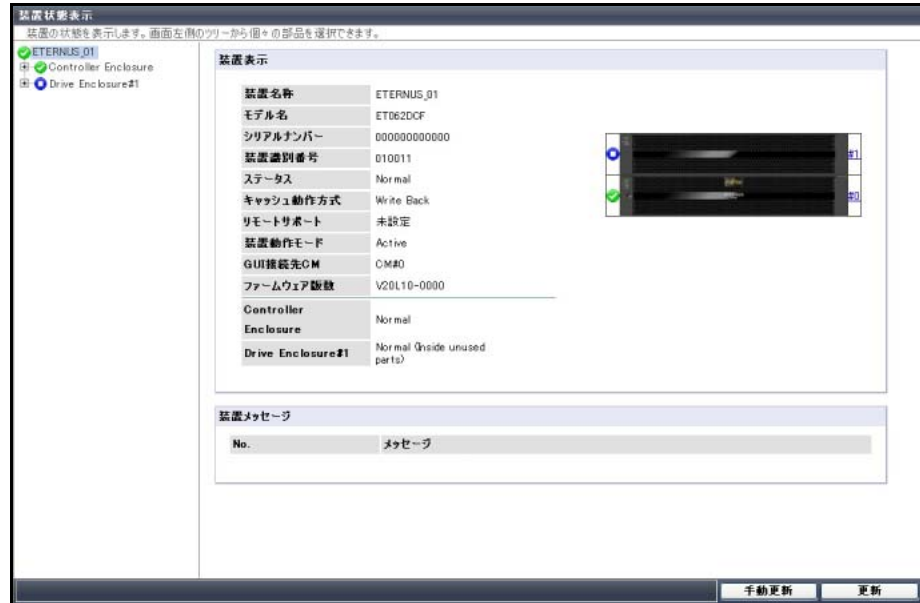 装置状態表示
装置の状態を表示します。画面左側のツリーから個々の部品を選択できます。
ETERNUS_01
Controller Enclosure
Drive Enclosure#1
装置表示
装置名称 ETERNUS_01
モデル名 ET062DCF
シリアルナンバー 000000000000
装置識別番号 010011
ステータス Normal
キャッシュ動作方式 Write Back
リモートサポート 未設定
装置動作モード Active
GUI接続先CM CM#0
ファームウェア版数 V20L10-0000
Controller
Enclosure
Normal
Drive Enclosure#1
Normal (Inside unused
parts)
#1
#0
装置メッセージ
No. メッセージ
手動更新 更新